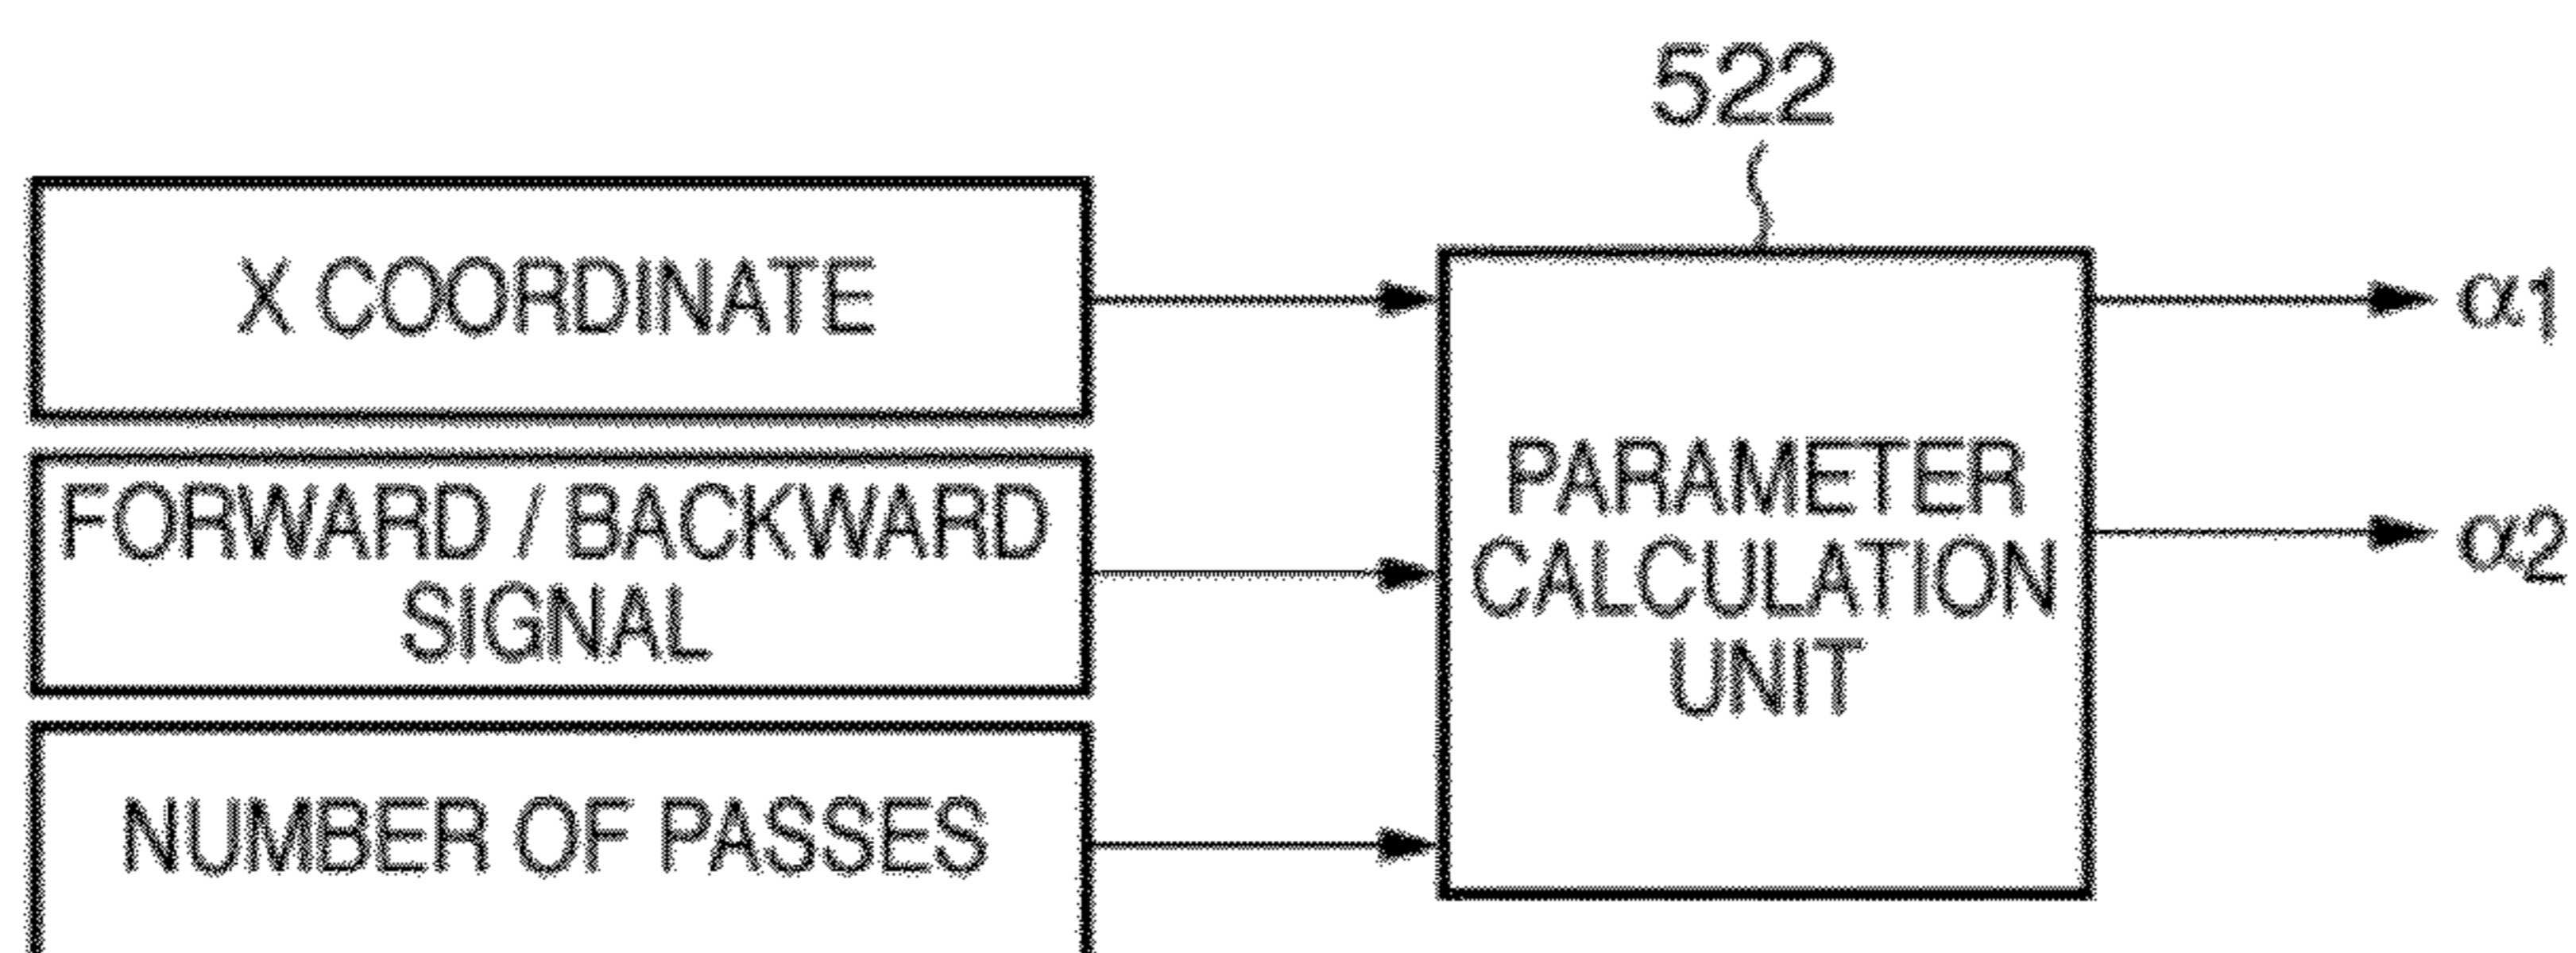 522
X COORDINATE
α1
FORWARD / BACKWARD
SIGNAL
PARAMETER
CALCULATION
UNIT
α2
NUMBER OF PASSES